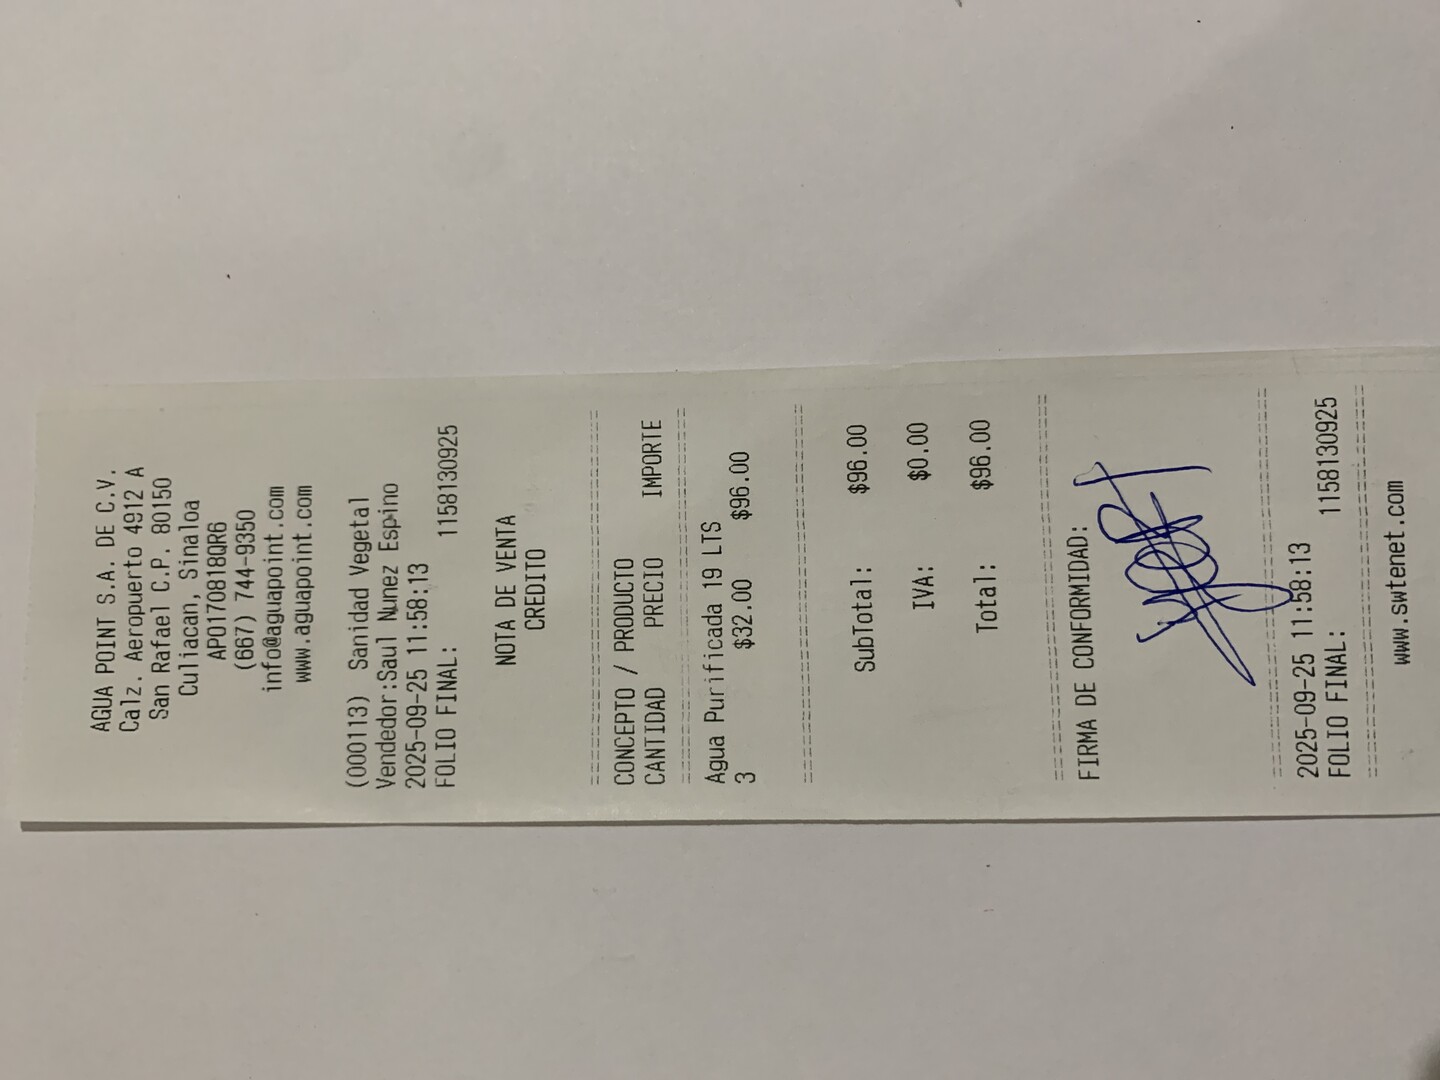 AGUA POINT S.A. DE C.V.
Calz. Aeropuerto 4912 A
San Rafael C.P. 80150
Culiacan, Sinaloa
APO170818QR6
(667) 744-9350
info@aguapoint.com
www.aguapoint.com
(000113) Sanidad Vegetal
Vendedor:Saul Nunez Espino
2025-09-25 11:58:13
FOLIO FINAL: 1158130925
NOTA DE VENTA
CREDITO
CONCEPTO / PRODUCTO
CANTIDAD PRECIO IMPORTE
Agua Purificada 19 LTS
3 $32.00 $96.00
SubTotal: $96.00
IVA: $0.00
Total: $96.00
FIRMA DE CONFORMIDAD:
2025-09-25 11:58:13
FOLIO FINAL: 1158130925
www.swtenet.com